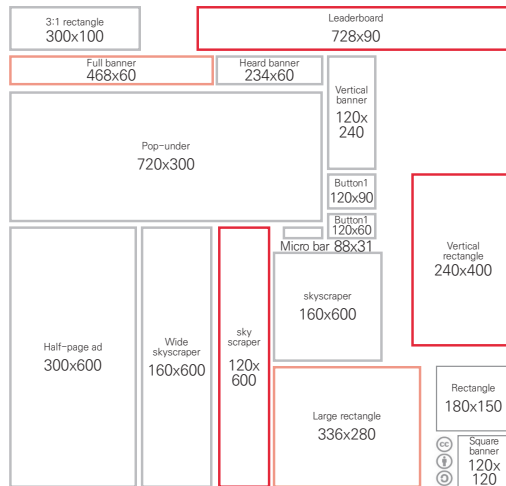 3:1 rectangle
300x100
Leaderboard
728x90
Full banner
468x60
Heard banner
234x60
Vertical
banner
120x
240
Pop-under
720x300
Button1
120x90
Button1
120x60
Micro bar 88x31
Vertical
rectangle
240x400
skyscraper
160x600
Half-page ad
300x600
Wide
skyscraper
160x600
sky
scraper
120x
600
Large rectangle
336x280
Rectangle
180x150
Square
banner
120x
120
cc